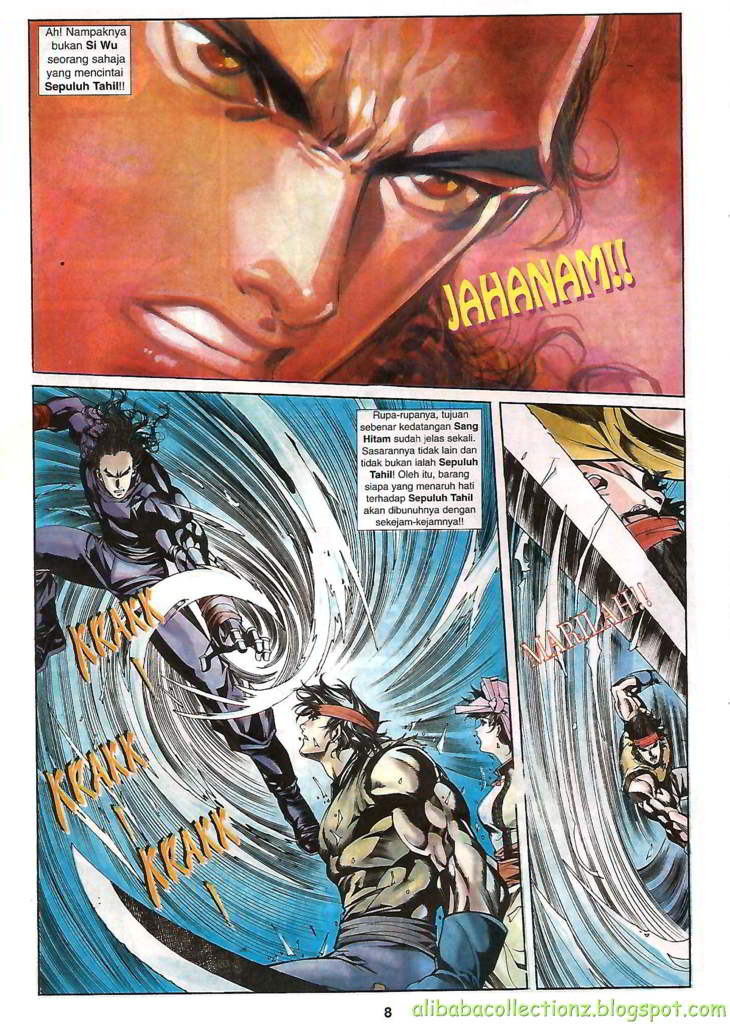 Ah! Nampaknya
bukan Si Wu
seorang sahaja
yang mencintai
Sepuluh Tahil!!
JAHANAM!!
Rupa-rupanya, tujuan
sebenar kedatangan Sang
Hitam sudah jelas sekali.
Sasarannya tidak lain dan
tidak bukan ialah Sepuluh
Tahil! Oleh itu, barang
siapa yang menaruh hati
terhadap Sepuluh Tahil
akan dibunuhnya dengan
sekejam-kejamnya!!
KRAKK
!
KRAKK
!
KRAKK
!
MARILAH!!
8
alibabacollectionz.blogspot.com